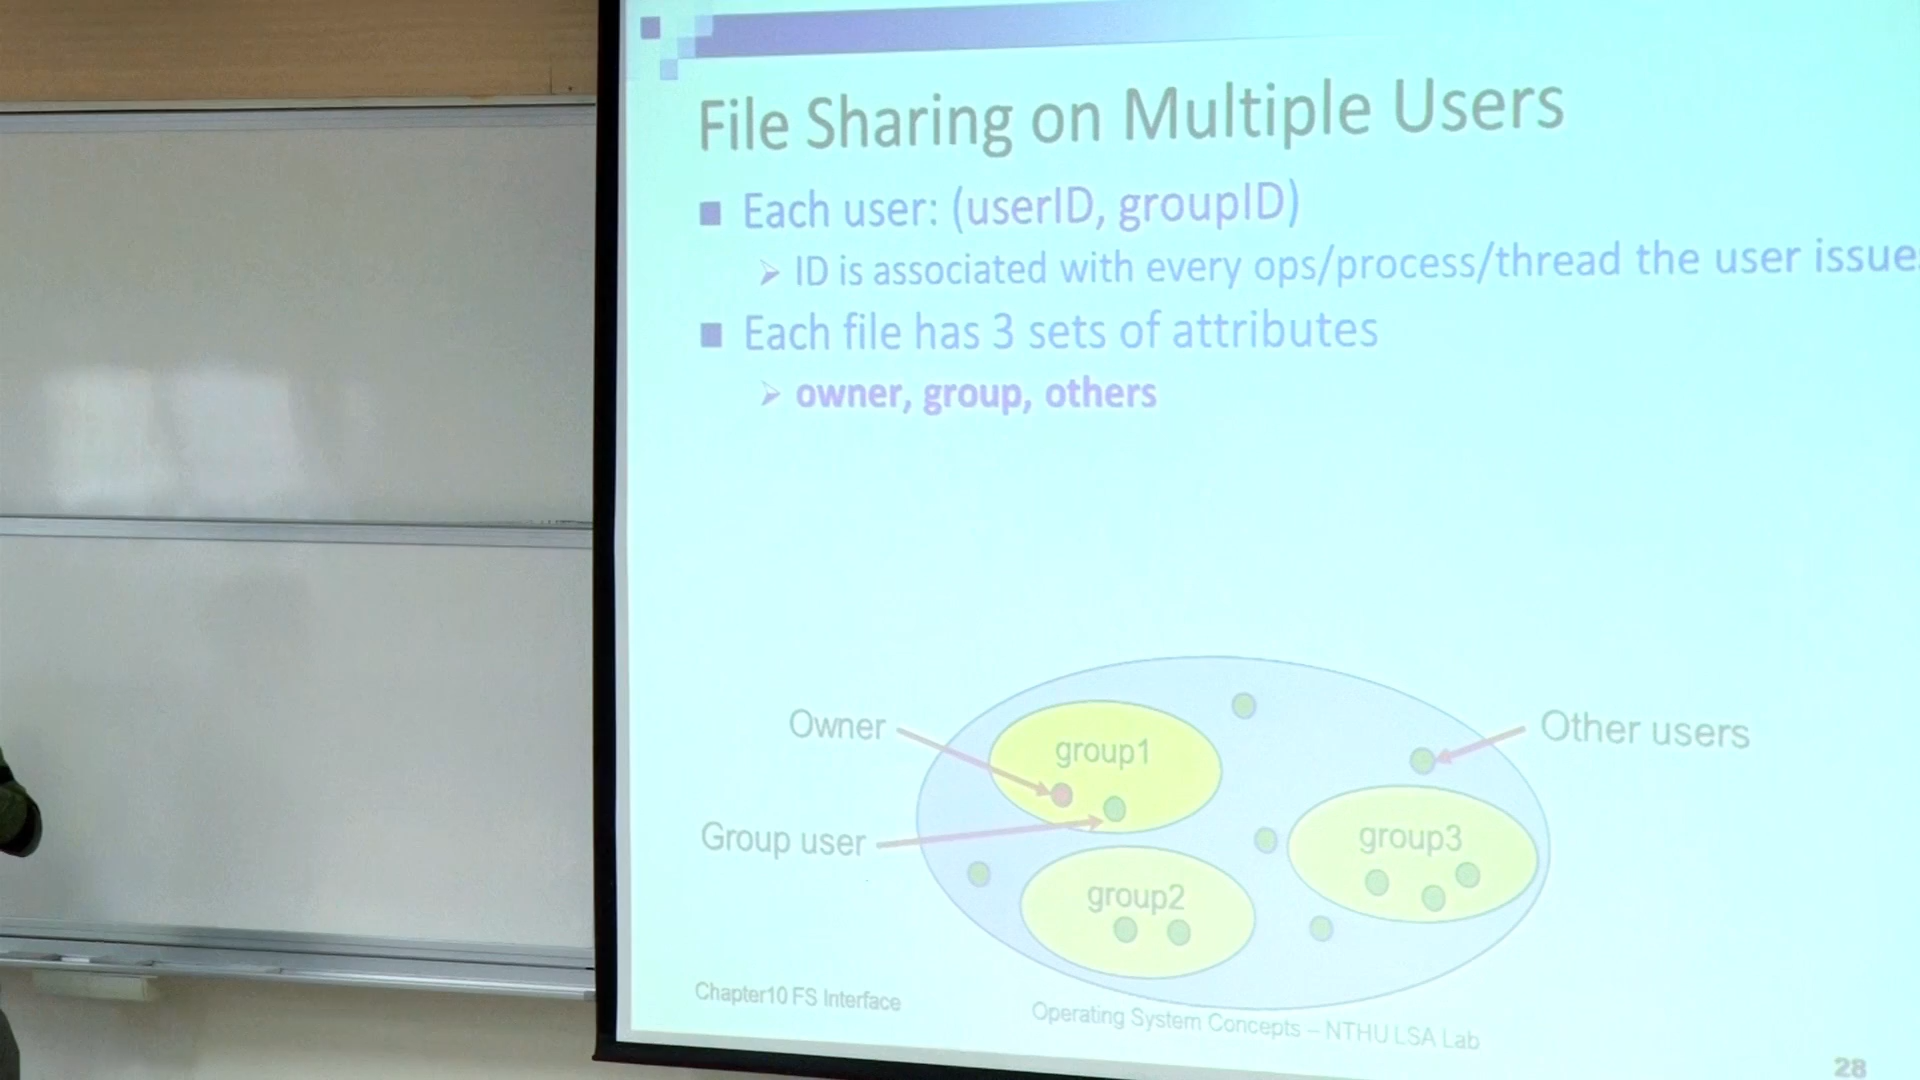 File Sharing on Multiple Users
Each user: (userID, groupID)
ID is associated with every ops/process/thread the user issue
Each file has 3 sets of attributes
owner, group, others
Owner
group1
Other users
Group user
group3
group2
Chapter10 FS Interface
Operating System Concepts – NTHU LSA Lab
28